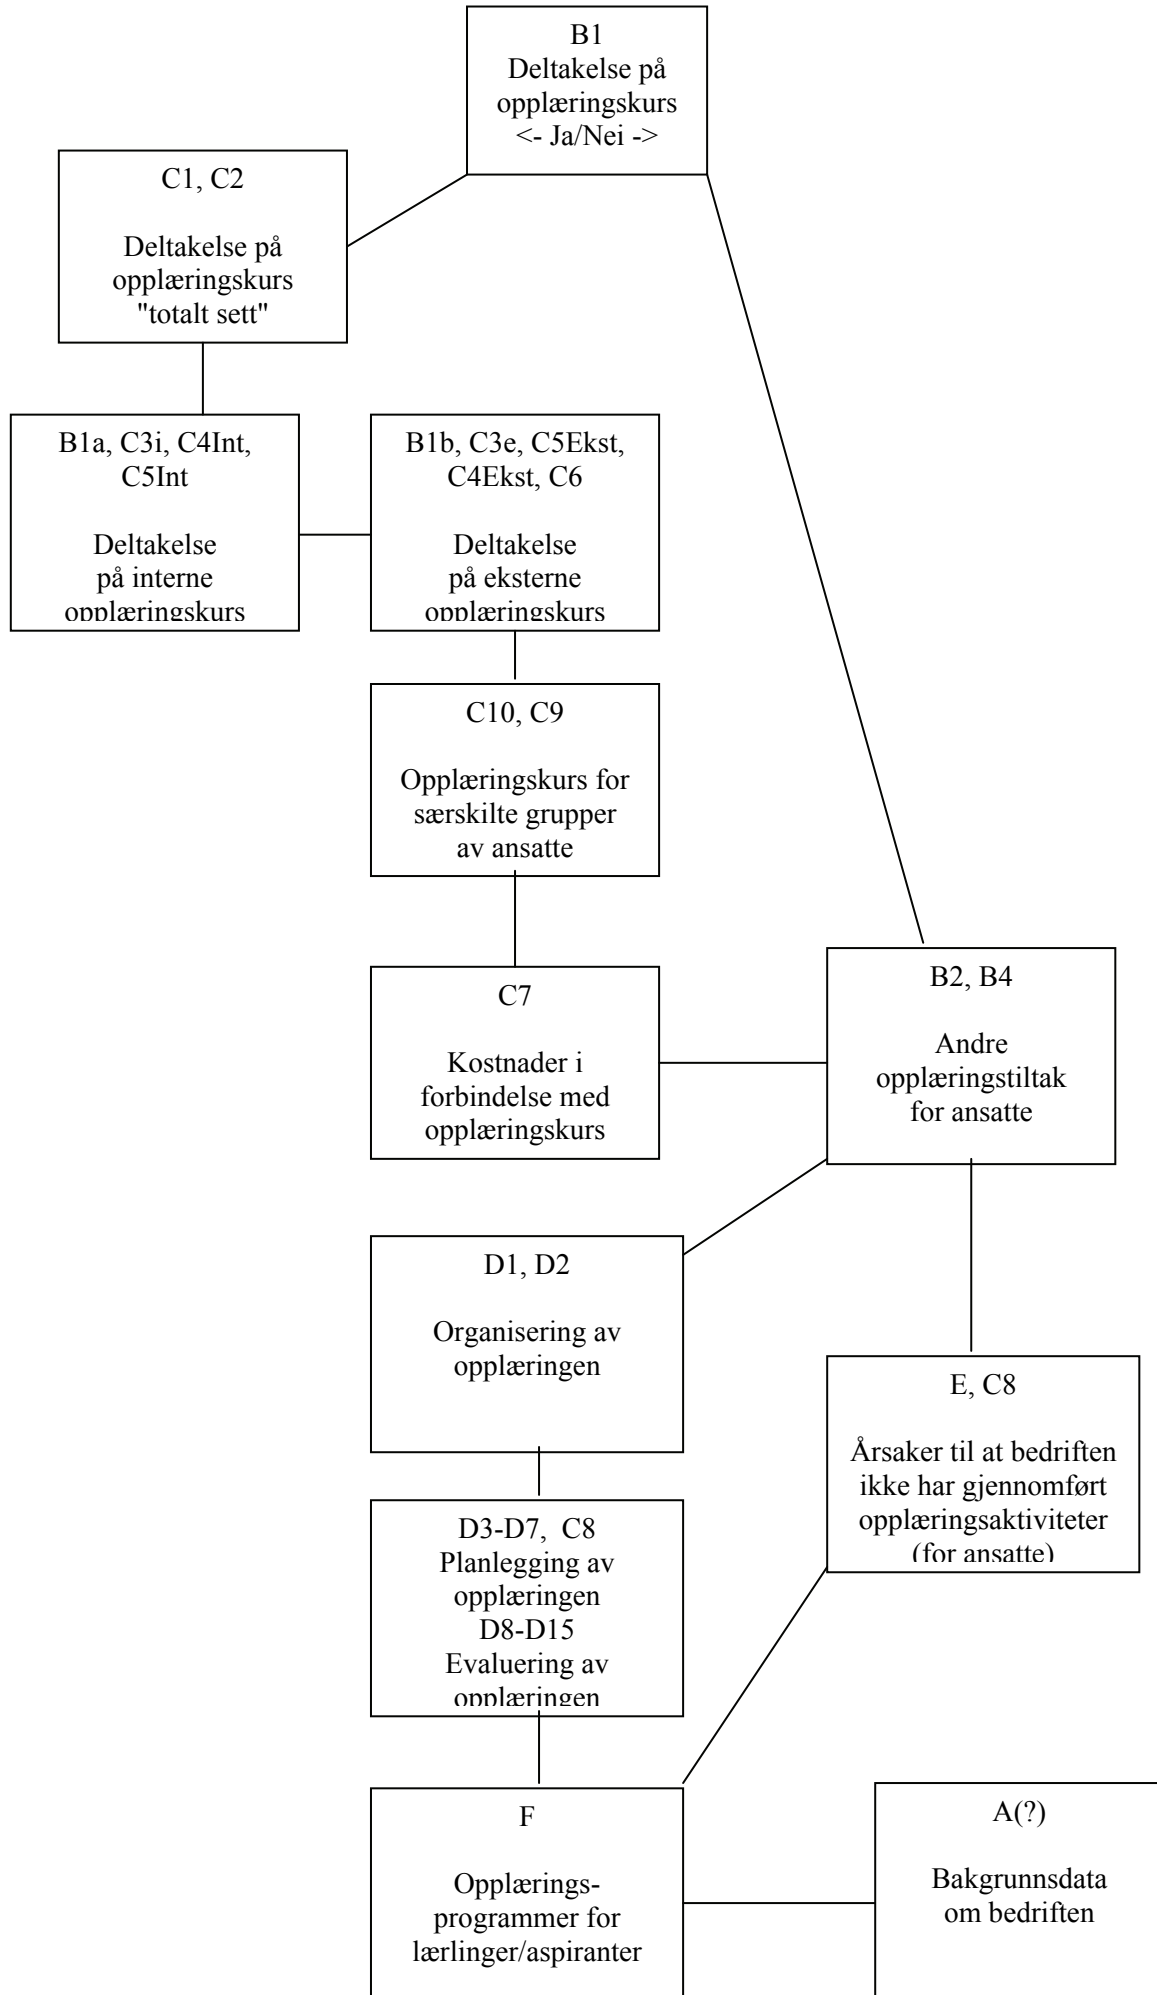 B1
Deltakelse på
opplæringskurs
<- Ja/Nei ->
C1, C2
Deltakelse på
opplæringskurs
"totalt sett"
B1a, C3i, C4Int,
C5Int
Deltakelse
på interne
opplæringskurs
B1b, C3e, C5Ekst,
C4Ekst, C6
Deltakelse
på eksterne
opplæringskurs
C10, C9
Opplæringskurs for
særskilte grupper
av ansatte
C7
Kostnader i
forbindelse med
opplæringskurs
B2, B4
Andre
opplæringstiltak
for ansatte
D1, D2
Organisering av
opplæringen
E, C8
Årsaker til at bedriften
ikke har gjennomført
opplæringsaktiviteter
(for ansatte)
D3-D7, C8
Planlegging av
opplæringen
D8-D15
Evaluering av
opplæringen
F
Opplærings-
programmer for
lærlinger/aspiranter
A(?)
Bakgrunnsdata
om bedriften